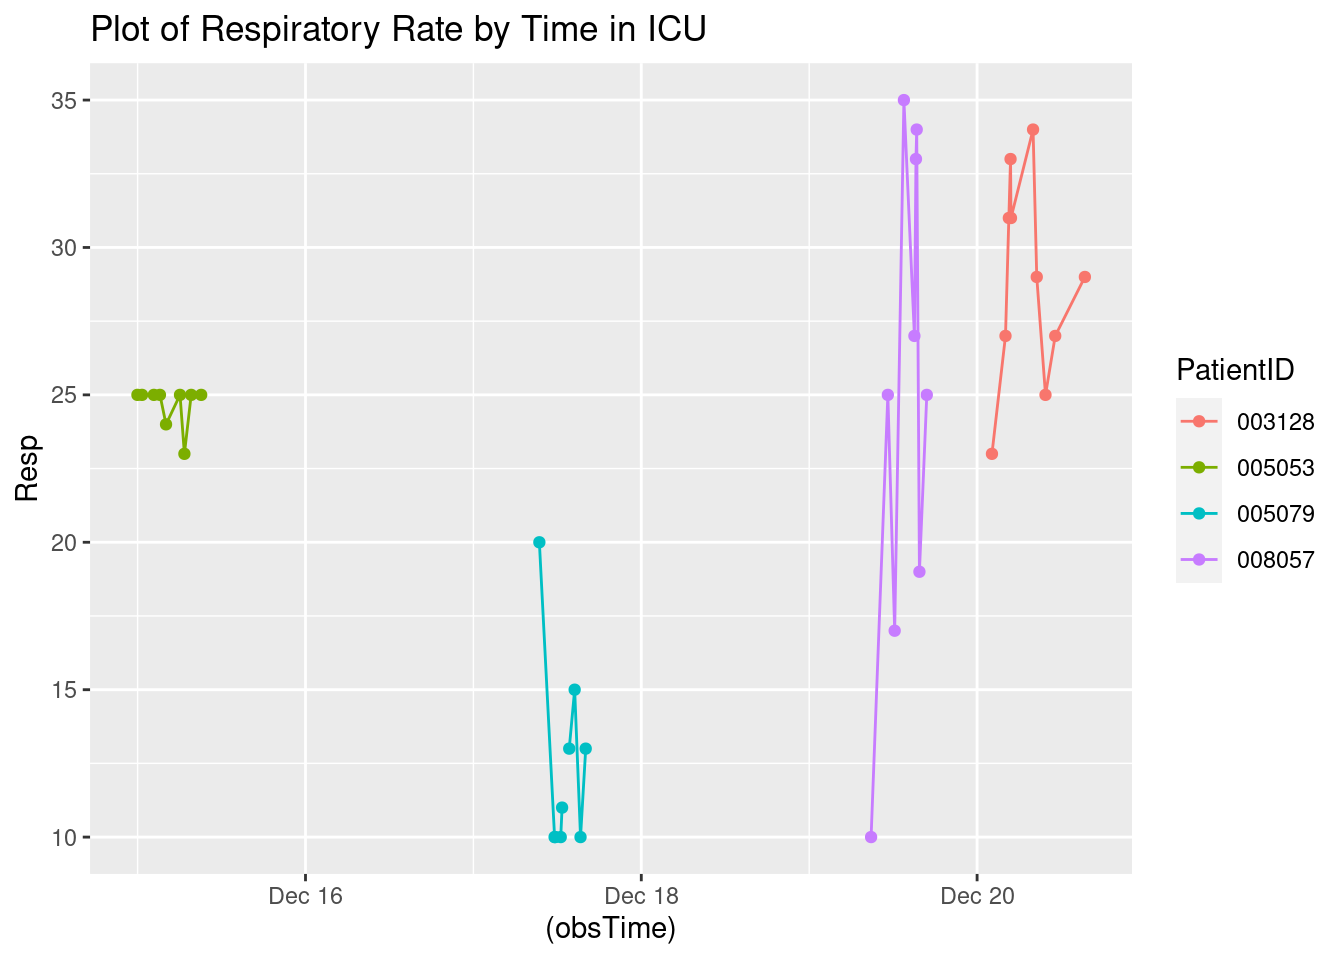 Plot of Respiratory Rate by Time in ICU
35
30
25
20
15
10
Resp
Dec 16
Dec 18
Dec 20
(obsTime)
PatientID
003128
005053
005079
008057